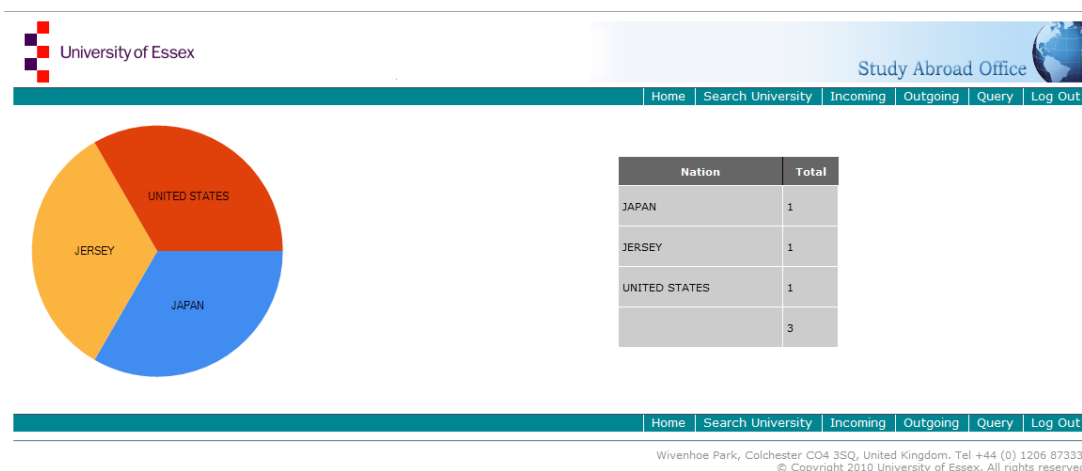 University of Essex
Study Abroad Office
Home | Search University | Incoming | Outgoing | Query | Log Out
UNITED STATES
JERSEY
JAPAN
Nation Total
JAPAN 1
JERSEY 1
UNITED STATES 1
3
Home | Search University | Incoming | Outgoing | Query | Log Out
Wivenhoe Park, Colchester CO4 3SQ, United Kingdom. Tel +44 (0) 1206 87333
© Copyright 2010 University of Essex. All rights reserved